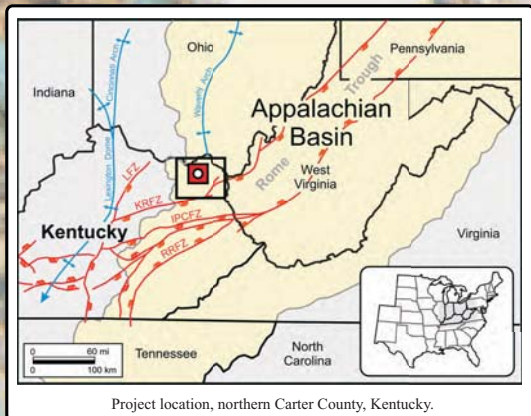 Ohio
Pennsylvania
Indiana
Cincinnati Arch
Waverly Arch
Trough
Appalachian
Basin
Lexington Dome
LFZ
Rome
West
Virginia
KRFZ
IPCFZ
Kentucky
RRFZ
Virginia
0 60 mi
0 100 km
Tennessee
North
Carolina
Project location, northern Carter County, Kentucky.